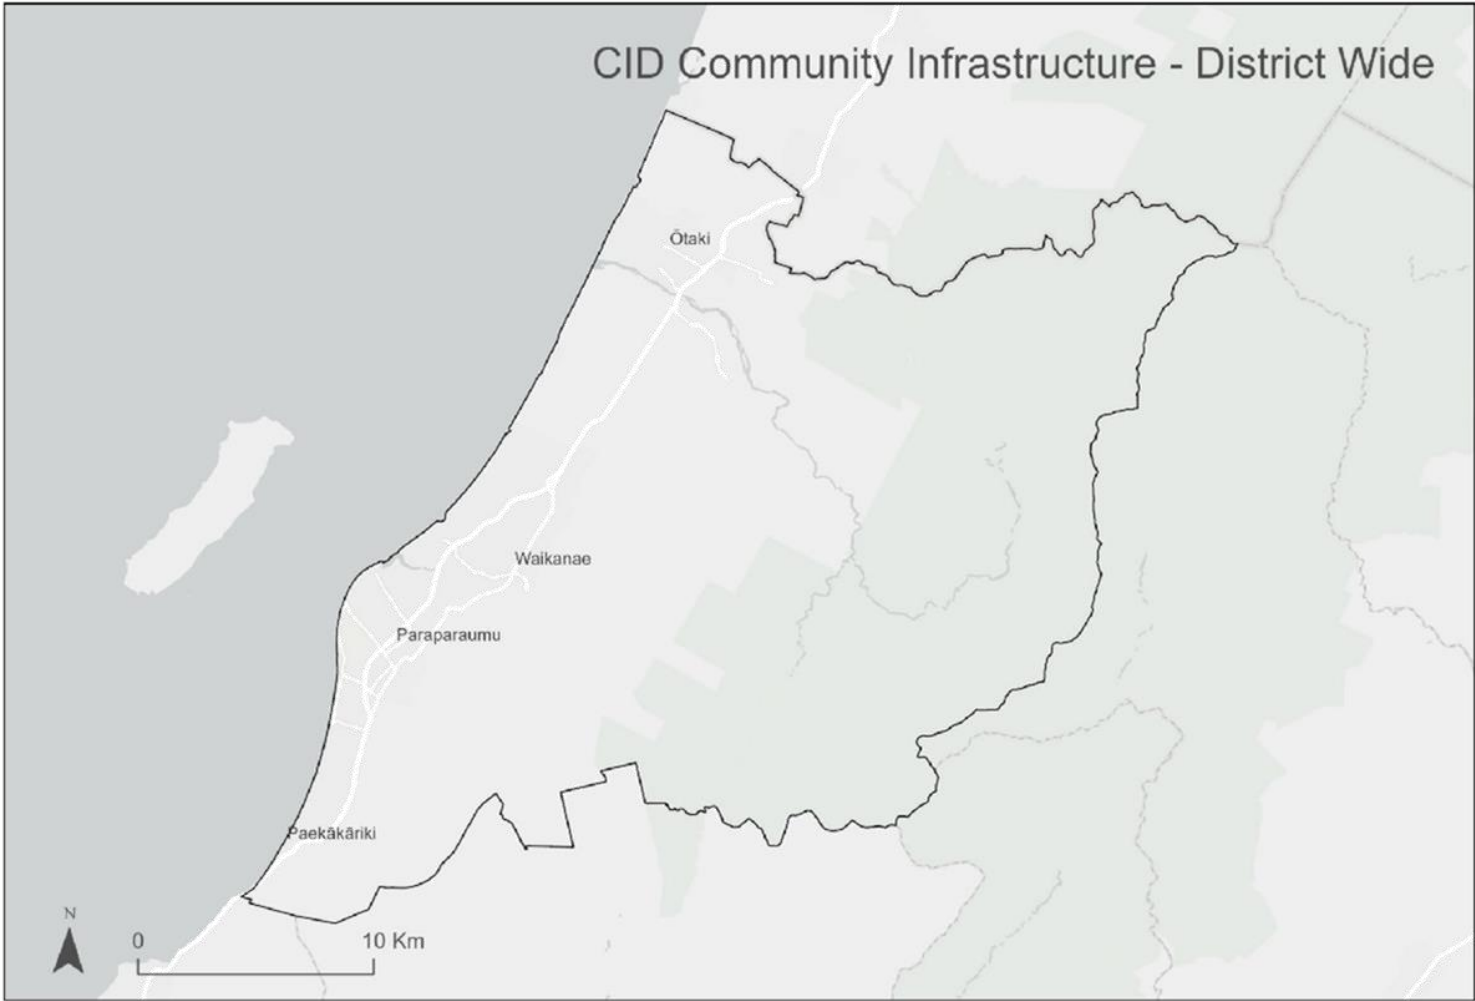 CID Community Infrastructure - District Wide
Ōtaki
Waikanae
Paraparaumu
Paekākāriki
N
0 10 Km